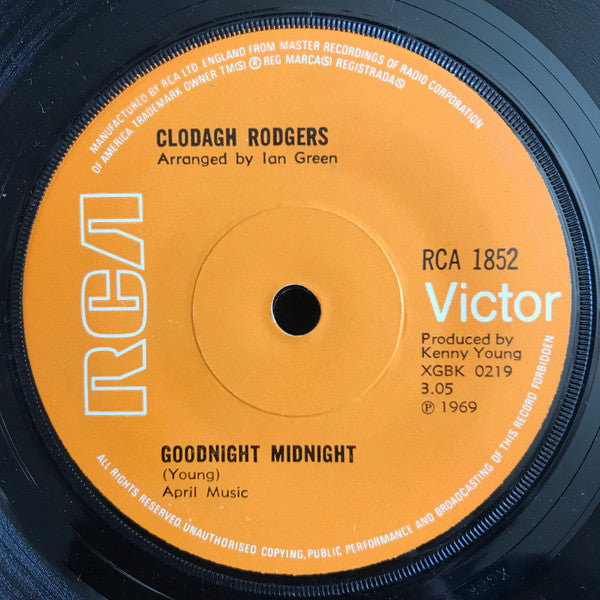 MANUFACTURED BY RCA LTD. ENGLAND FROM MASTER RECORDINGS OF RADIO CORPORATION
OF AMERICA TRADEMARK OWNER TM(S) ® REG MARCA(S) REGISTRADA(S)
CLODAGH RODGERS
Arranged by Ian Green
RCA
RCA 1852
Victor
Produced by
Kenny Young
XGBK 0219
3.05
℗ 1969
GOODNIGHT MIDNIGHT
(Young)
April Music
ALL RIGHTS RESERVED UNAUTHORISED COPYING,PUBLIC PERFORMANCE AND BROADCASTING OF THIS RECORD FORBIDDEN